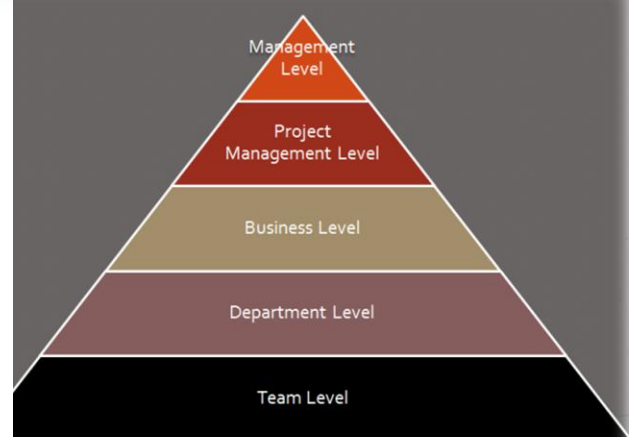 Management
Level
Project
Management Level
Business Level
Department Level
Team Level